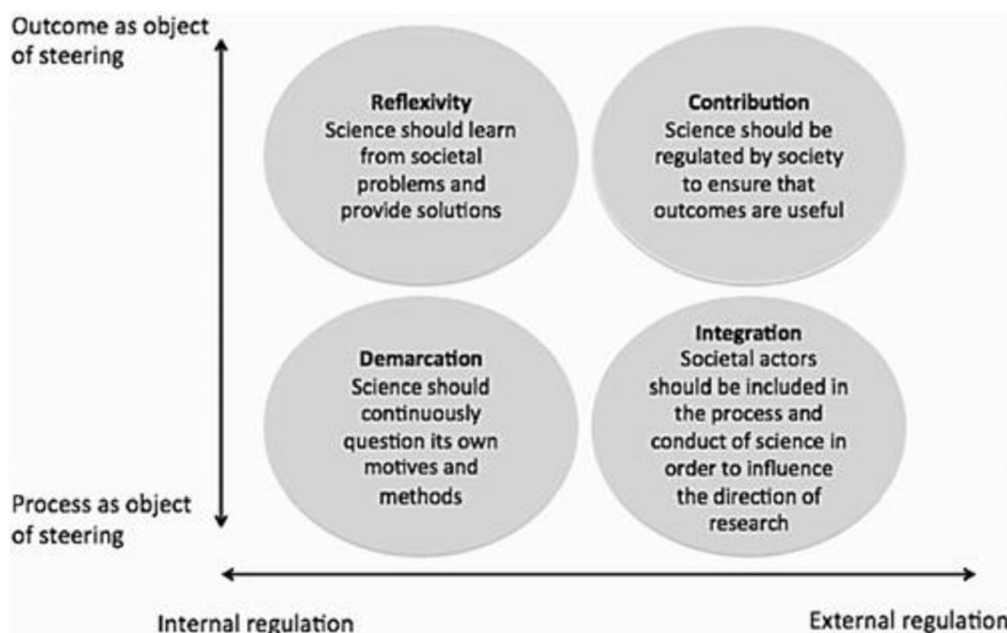 Outcome as object
of steering
Reflexivity
Science should learn
from societal
problems and
provide solutions
Contribution
Science should be
regulated by society
to ensure that
outcomes are useful
Demarcation
Science should
continuously
question its own
motives and
methods
Integration
Societal actors
should be included in
the process and
conduct of science in
order to influence
the direction of
research
Process as object
of steering
Internal regulation
External regulation